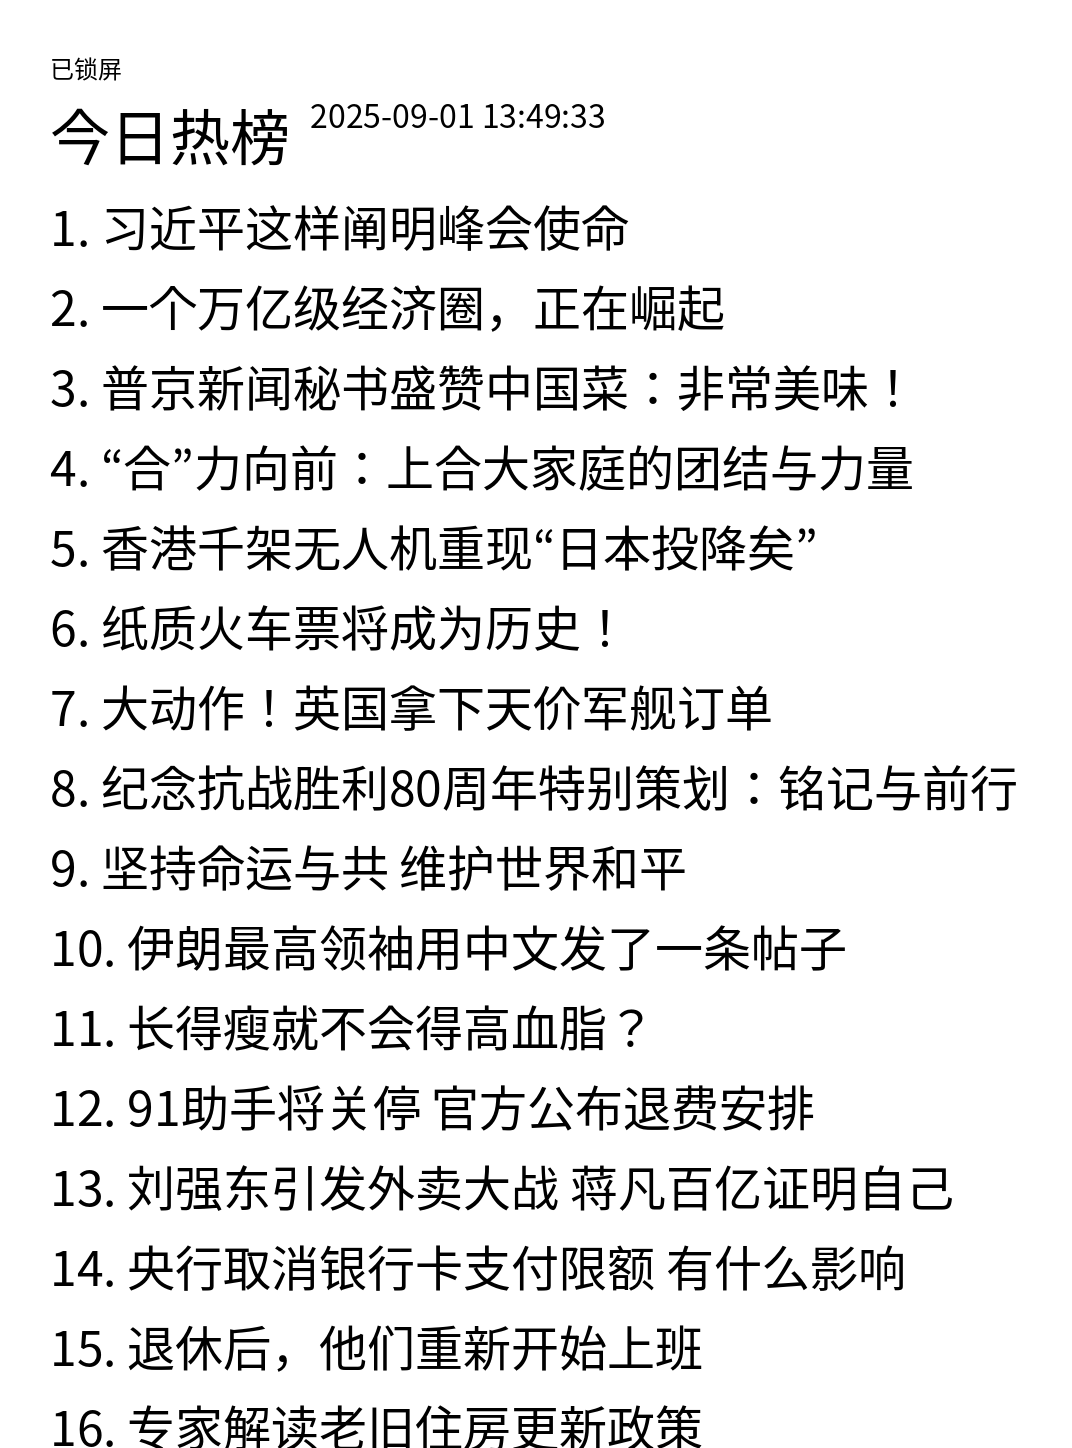 已锁屏
今日热榜 2025-09-01 13:49:33
1. 习近平这样阐明峰会使命
2. 一个万亿级经济圈，正在崛起
3. 普京新闻秘书盛赞中国菜：非常美味！
4. “合”力向前：上合大家庭的团结与力量
5. 香港千架无人机重现“日本投降矣”
6. 纸质火车票将成为历史！
7. 大动作！英国拿下天价军舰订单
8. 纪念抗战胜利80周年特别策划：铭记与前行
9. 坚持命运与共 维护世界和平
10. 伊朗最高领袖用中文发了一条帖子
11. 长得瘦就不会得高血脂？
12. 91助手将关停 官方公布退费安排
13. 刘强东引发外卖大战 蒋凡百亿证明自己
14. 央行取消银行卡支付限额 有什么影响
15. 退休后，他们重新开始上班
16. 专家解读老旧住房更新政策